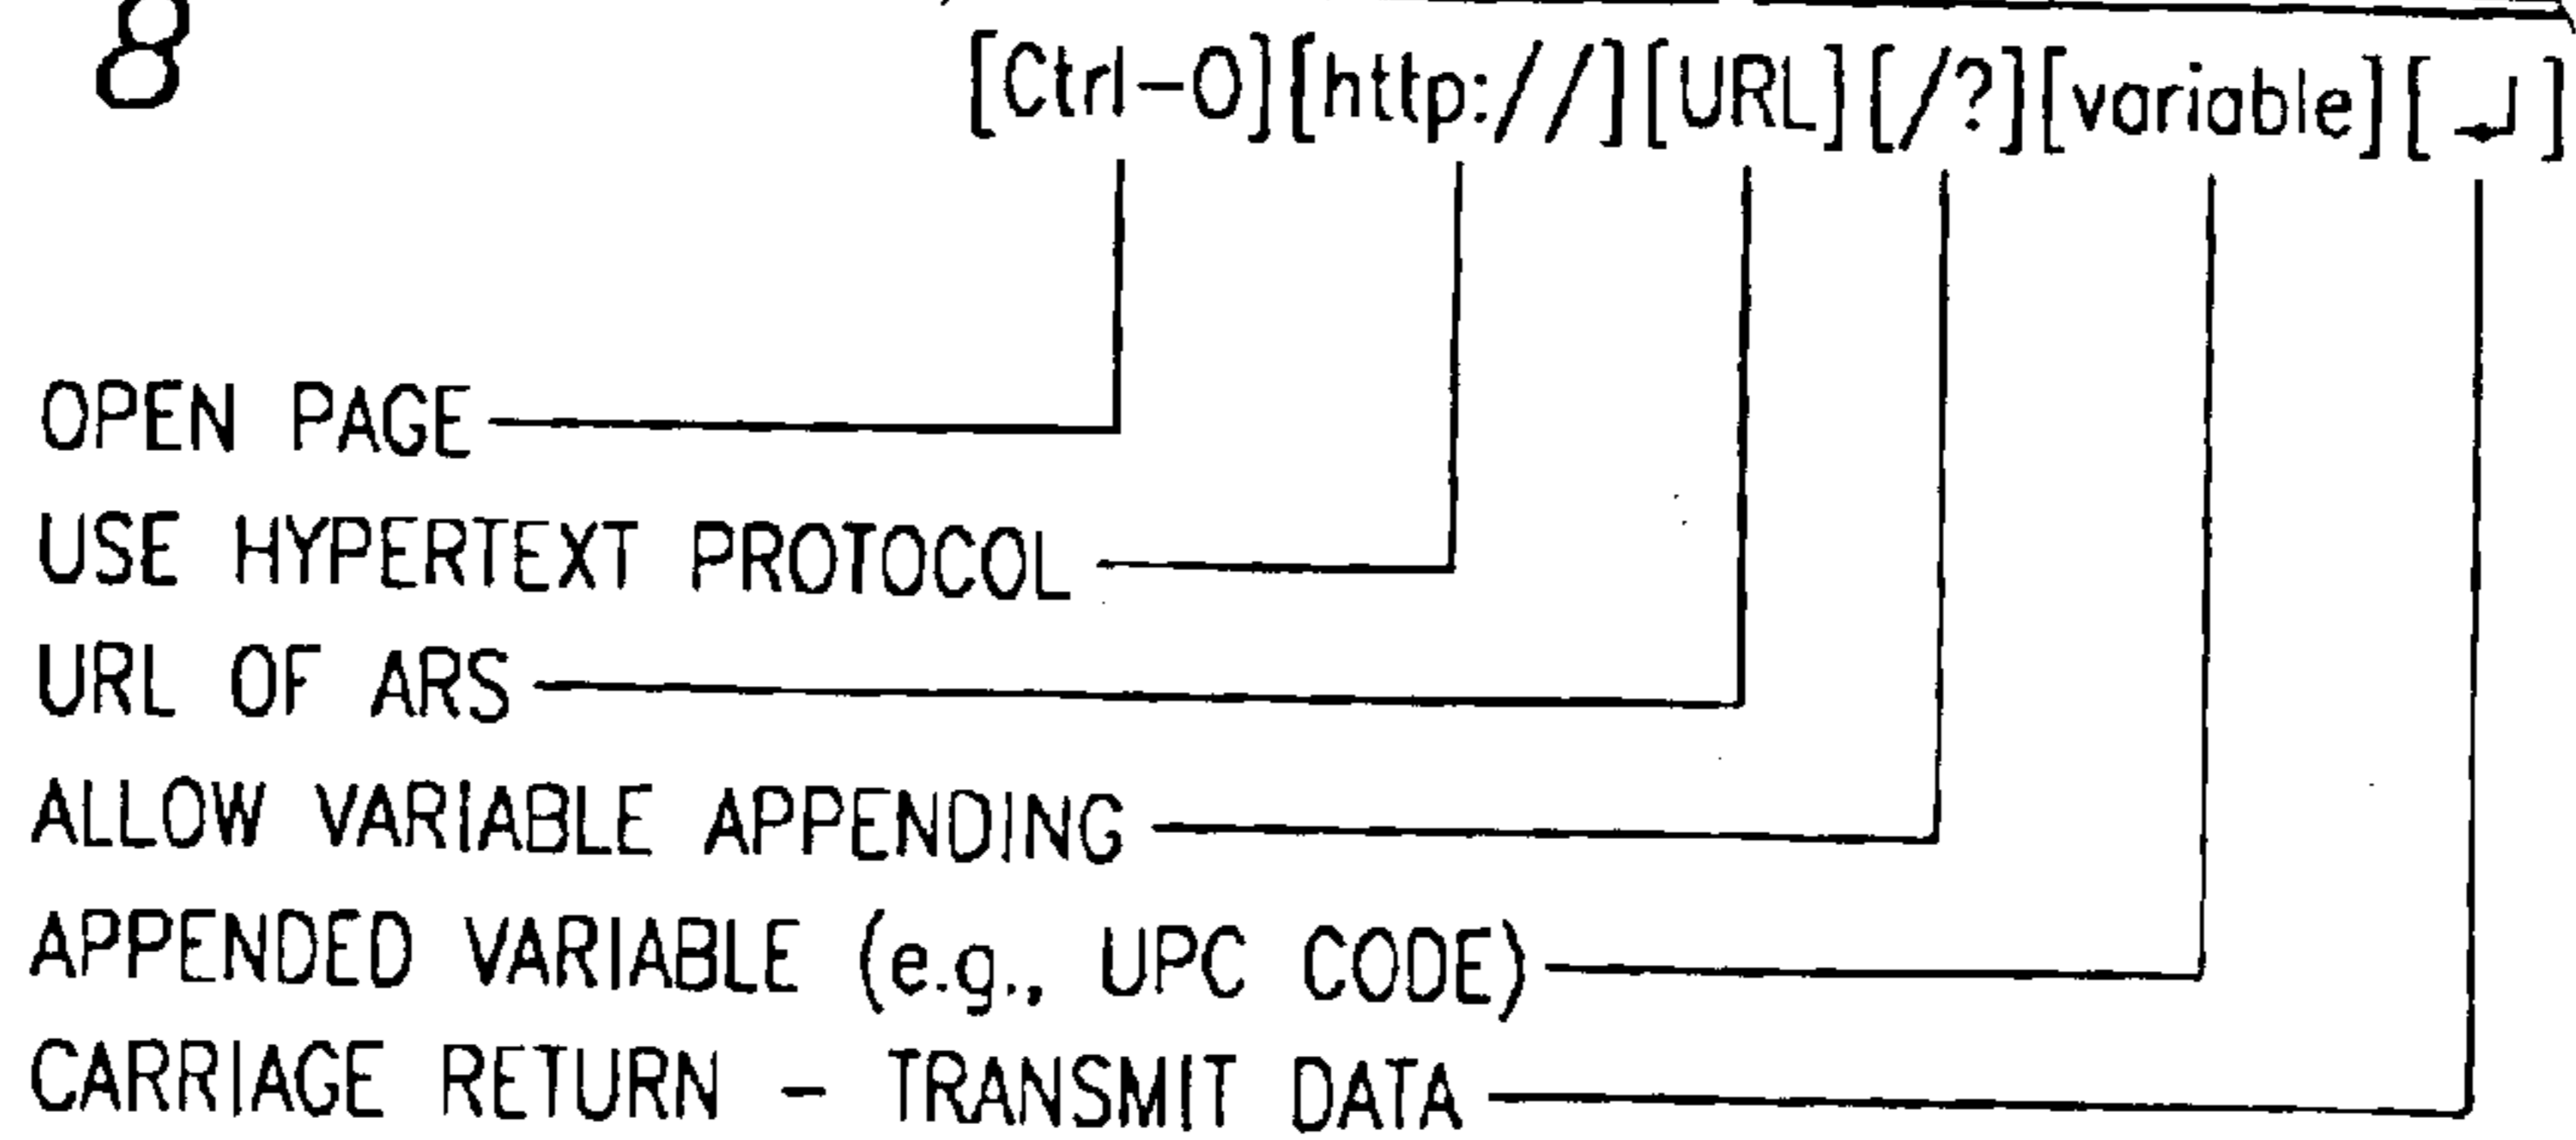 8
[Ctrl-O][http://][URL][/?][variable][↵]
OPEN PAGE
USE HYPERTEXT PROTOCOL
URL OF ARS
ALLOW VARIABLE APPENDING
APPENDED VARIABLE (e.g., UPC CODE)
CARRIAGE RETURN - TRANSMIT DATA